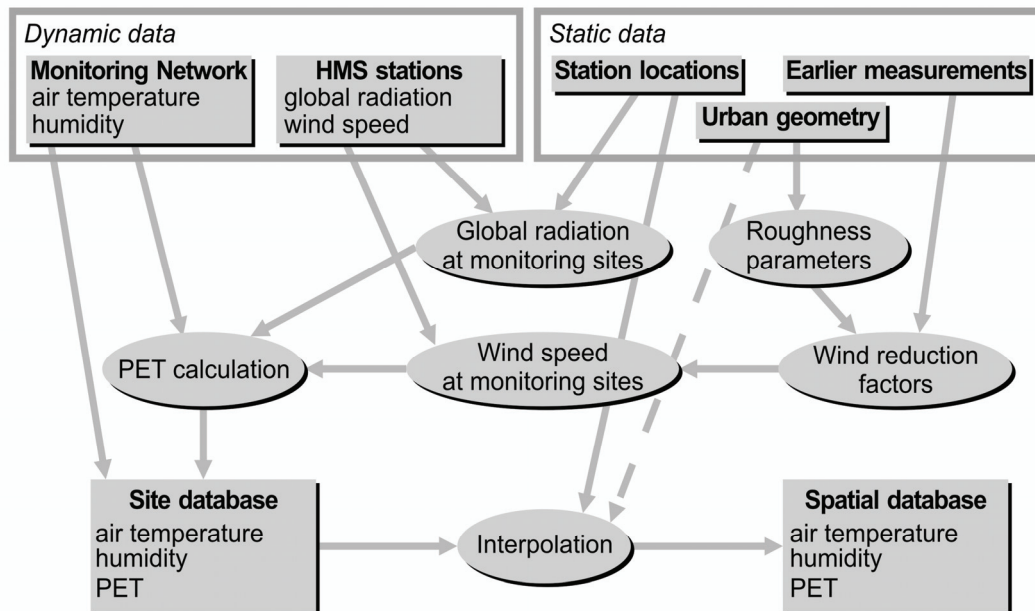 Dynamic data
Monitoring Network
air temperature
humidity
HMS stations
global radiation
wind speed
Static data
Station locations
Earlier measurements
Urban geometry
Global radiation
at monitoring sites
Roughness
parameters
PET calculation
Wind speed
at monitoring sites
Wind reduction
factors
Site database
air temperature
humidity
PET
Interpolation
Spatial database
air temperature
humidity
PET